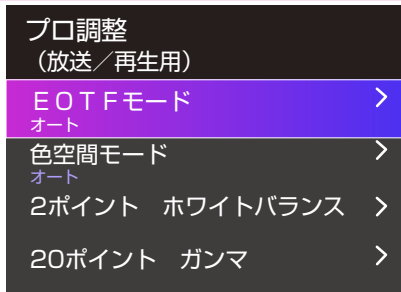 プロ調整
（放送／再生用）
ＥＯＴＦモード
オート
色空間モード
オート
2ポイント　ホワイトバランス
20ポイント　ガンマ